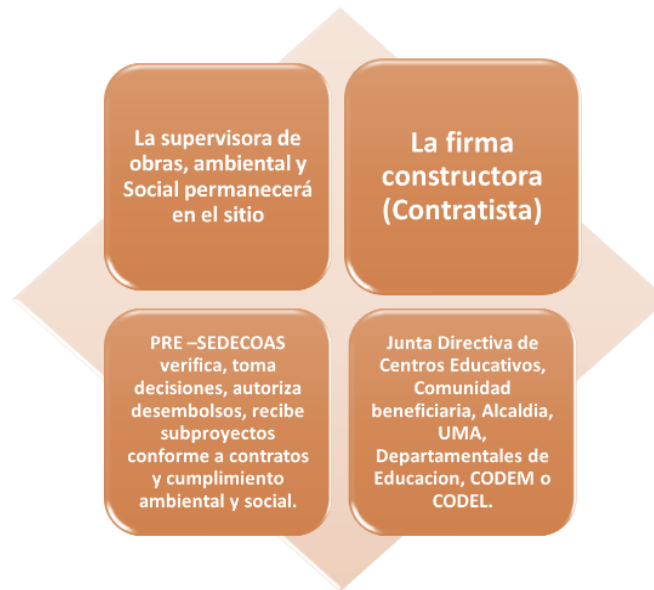 La supervisora de
obras, ambiental y
Social permanecerá
en el sitio
La firma
constructora
(Contratista)
PRE –SEDECOAS
verifica, toma
decisiones, autoriza
desembolsos, recibe
subproyectos
conforme a contratos
y cumplimiento
ambiental y social.
Junta Directiva de
Centros Educativos,
Comunidad
beneficiaria, Alcaldia,
UMA,
Departamentales de
Educacion, CODEM o
CODEL.